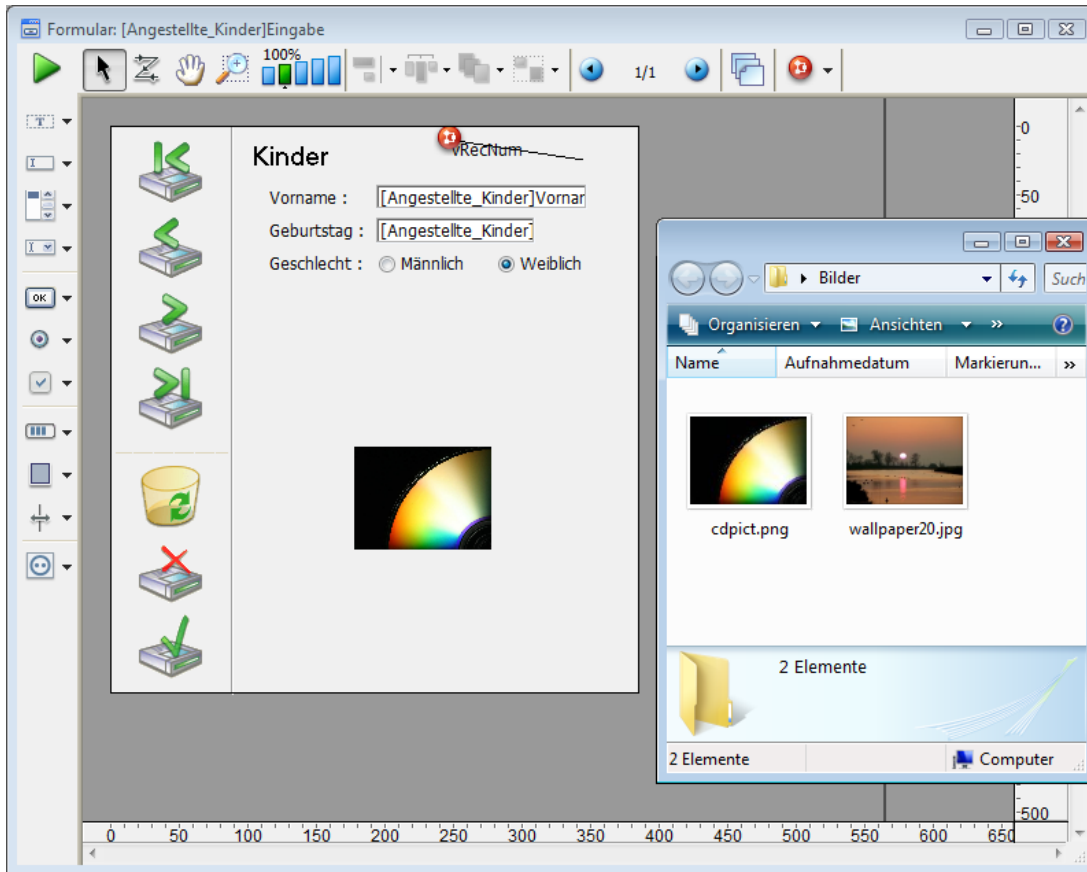 Formular: [Angestellte_Kinder]Eingabe
100%
1/1
T
I
I
OK
Kinder
vRecNum
Vorname : [Angestellte_Kinder]Vornar
Geburtstag : [Angestellte_Kinder]
Geschlecht : Männlich Weiblich
-0
-50
Bilder
Such
Organisieren Ansichten »
Name Aufnahmedatum Markierun... »
cdpict.png wallpaper20.jpg
2 Elemente
2 Elemente Computer
-500
0 50 100 150 200 250 300 350 400 450 500 550 600 650